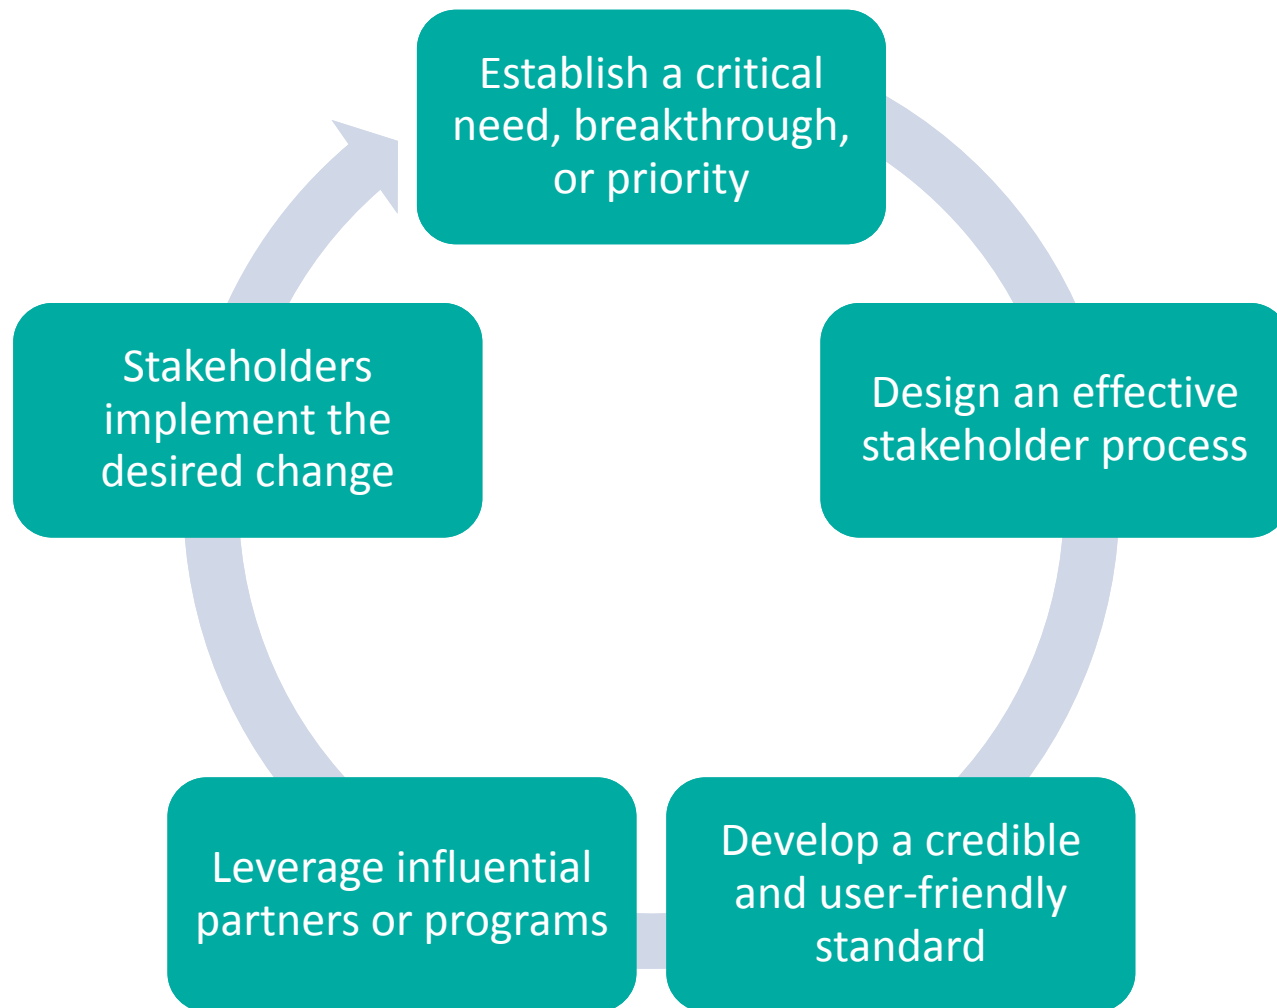 Establish a critical
need, breakthrough,
or priority
Design an effective
stakeholder process
Develop a credible
and user-friendly
standard
Leverage influential
partners or programs
Stakeholders
implement the
desired change